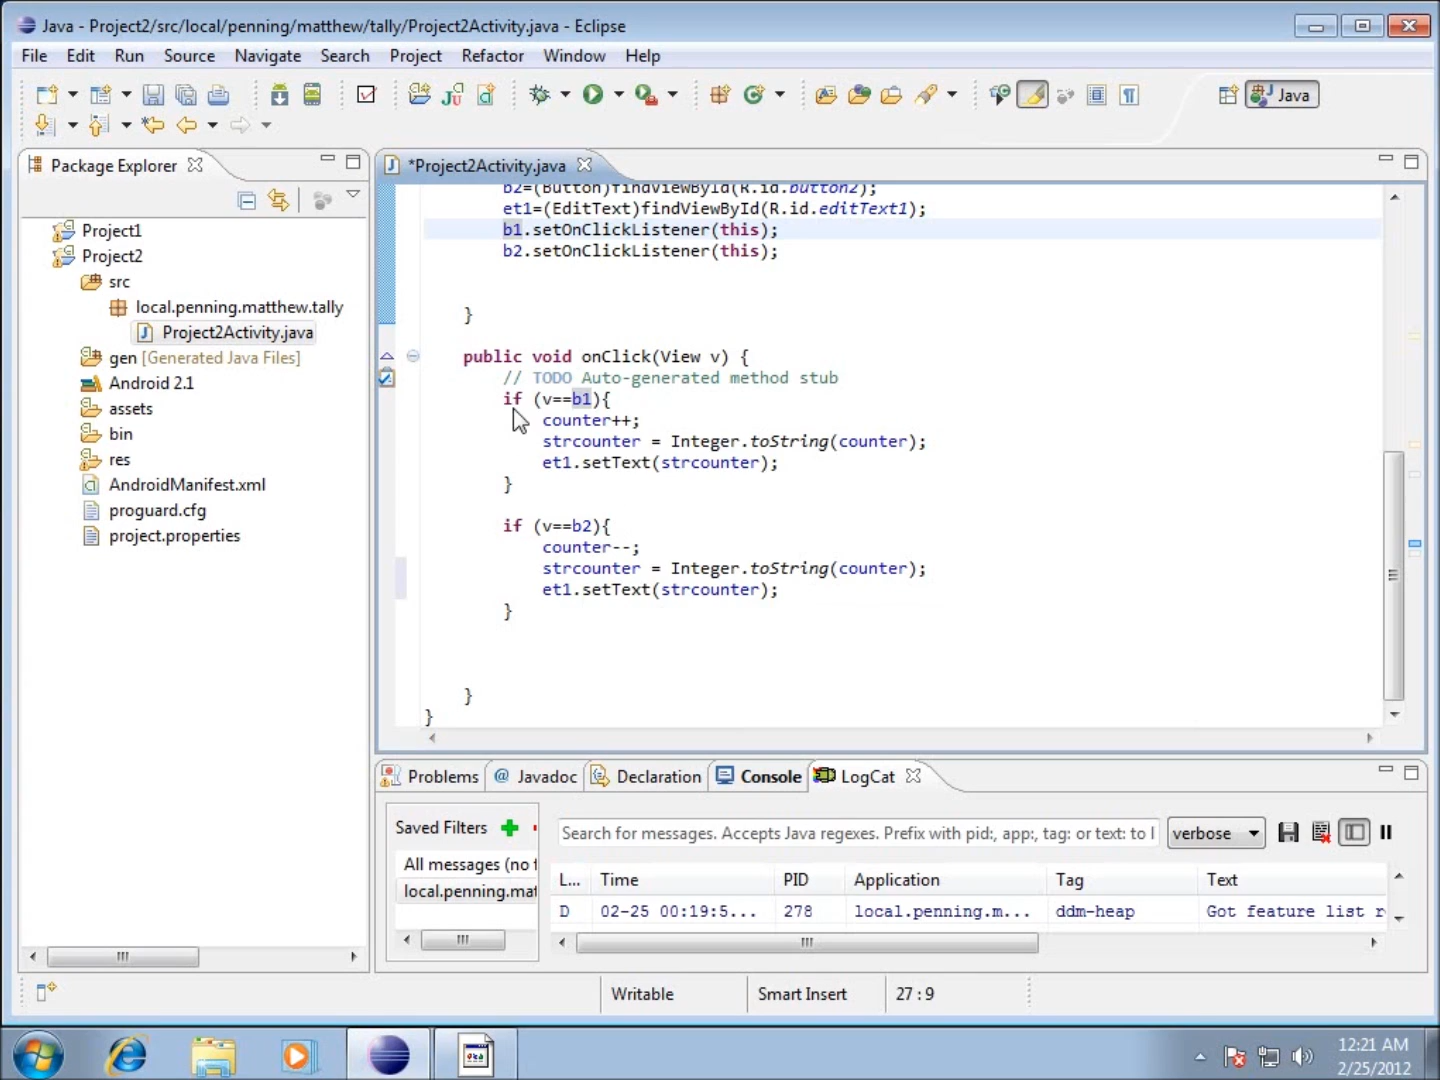 Java - Project2/src/local/penning/matthew/tally/Project2Activity.java - Eclipse
File Edit Run Source Navigate Search Project Refactor Window Help
Java
Package Explorer
*Project2Activity.java
Project1
Project2
src
local.penning.matthew.tally
Project2Activity.java
gen [Generated Java Files]
Android 2.1
assets
bin
res
AndroidManifest.xml
proguard.cfg
project.properties
b2=(Button)findViewById(R.id.button2);
et1=(EditText)findViewById(R.id.editText1);
b1.setOnClickListener(this);
b2.setOnClickListener(this);
}
public void onClick(View v) {
// TODO Auto-generated method stub
if (v==b1){
counter++;
strcounter = Integer.toString(counter);
et1.setText(strcounter);
}
if (v==b2){
counter--;
strcounter = Integer.toString(counter);
et1.setText(strcounter);
}
}
}
Problems @ Javadoc Declaration Console LogCat
Saved Filters
All messages (no f
local.penning.mat
Search for messages. Accepts Java regexes. Prefix with pid:, app:, tag: or text: to l
verbose
L... Time PID Application Tag Text
D 02-25 00:19:5... 278 local.penning.m... ddm-heap Got feature list r
Writable Smart Insert 27 : 9
12:21 AM
2/25/2012